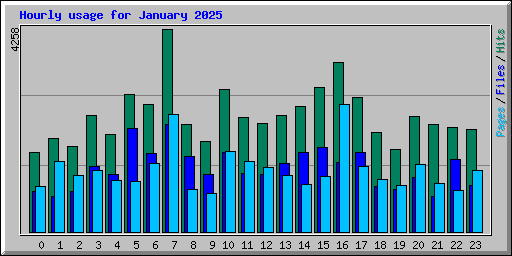 Hourly usage for January 2025
4258
Pages / Files / Hits
0 1 2 3 4 5 6 7 8 9 10 11 12 13 14 15 16 17 18 19 20 21 22 23